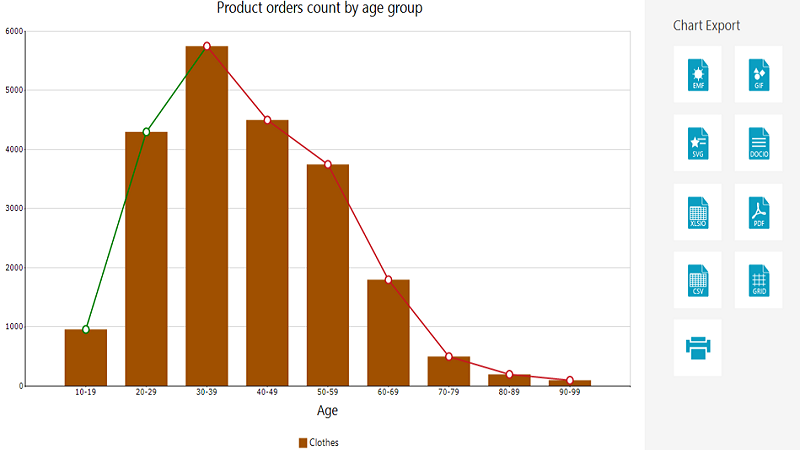 Product orders count by age group
6000
5000
4000
3000
2000
1000
0
10-19 20-29 30-39 40-49 50-59 60-69 70-79 80-89 90-99
Age
Clothes
Chart Export
EMF GIF
SVG DOCIO
XLSIO PDF
CSV GRID